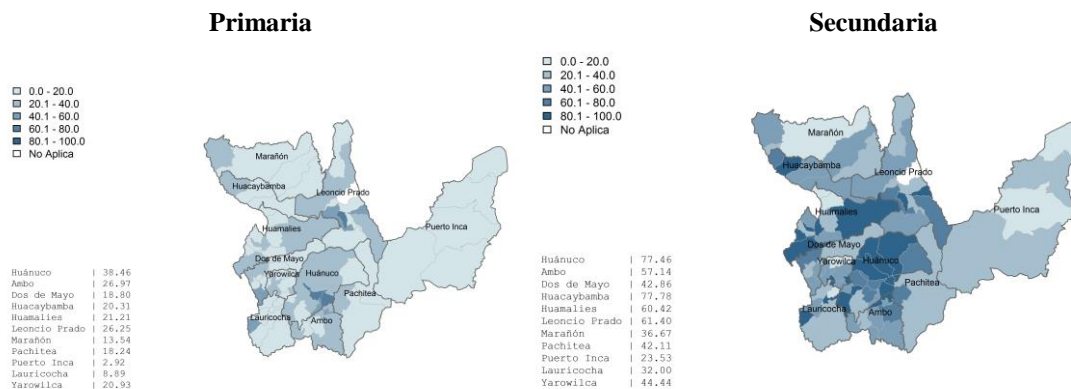 Primaria
0.0 - 20.0
20.1 - 40.0
40.1 - 60.0
60.1 - 80.0
80.1 - 100.0
No Aplica
Marañón
Huacaybamba
Leoncio Prado
Huamalies
Puerto Inca
Dos de Mayo
Yarowilca
Huánuco
Pachitea
Lauricocha
Ambo
Huánuco | 38.46
Ambo | 26.97
Dos de Mayo | 18.80
Huacaybamba | 20.31
Huamalies | 21.21
Leoncio Prado | 26.25
Marañón | 13.54
Pachitea | 18.24
Puerto Inca | 2.92
Lauricocha | 8.89
Yarowilca | 20.93
Secundaria
0.0 - 20.0
20.1 - 40.0
40.1 - 60.0
60.1 - 80.0
80.1 - 100.0
No Aplica
Marañón
Huacaybamba
Leoncio Prado
Huamalies
Puerto Inca
Dos de Mayo
Yarowilca
Huánuco
Pachitea
Lauricocha
Ambo
Huánuco | 77.46
Ambo | 57.14
Dos de Mayo | 42.86
Huacaybamba | 77.78
Huamalies | 60.42
Leoncio Prado | 61.40
Marañón | 36.67
Pachitea | 42.11
Puerto Inca | 23.53
Lauricocha | 32.00
Yarowilca | 44.44